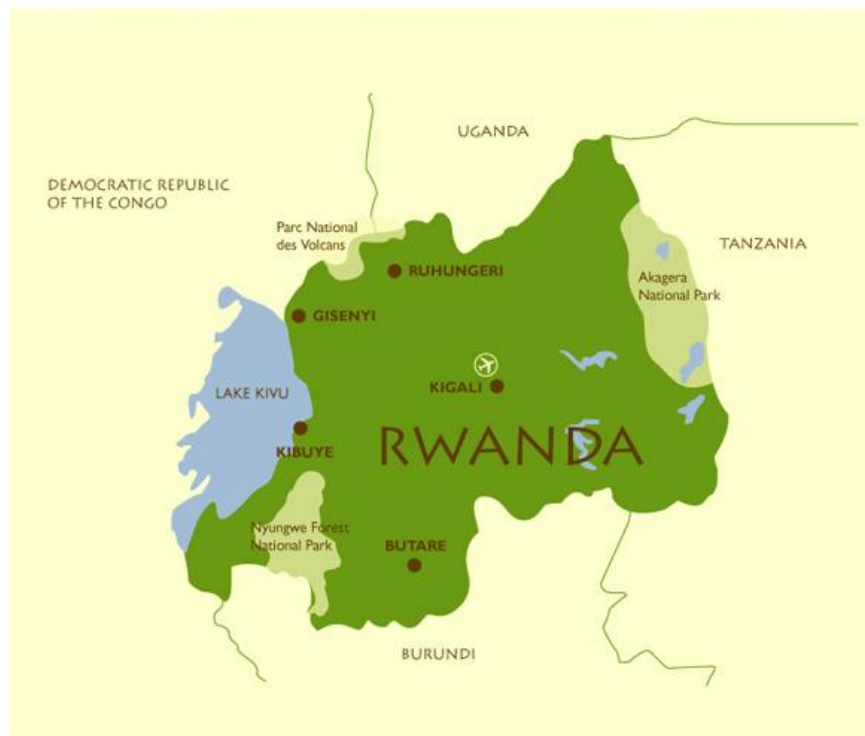 UGANDA
DEMOCRATIC REPUBLIC
OF THE CONGO
Parc National
des Volcans
TANZANIA
RUHUNGERI
Akagera
National Park
GISENYI
LAKE KIVU
KIGALI
RWANDA
KIBUYE
Nyungwe Forest
National Park
BUTARE
BURUNDI